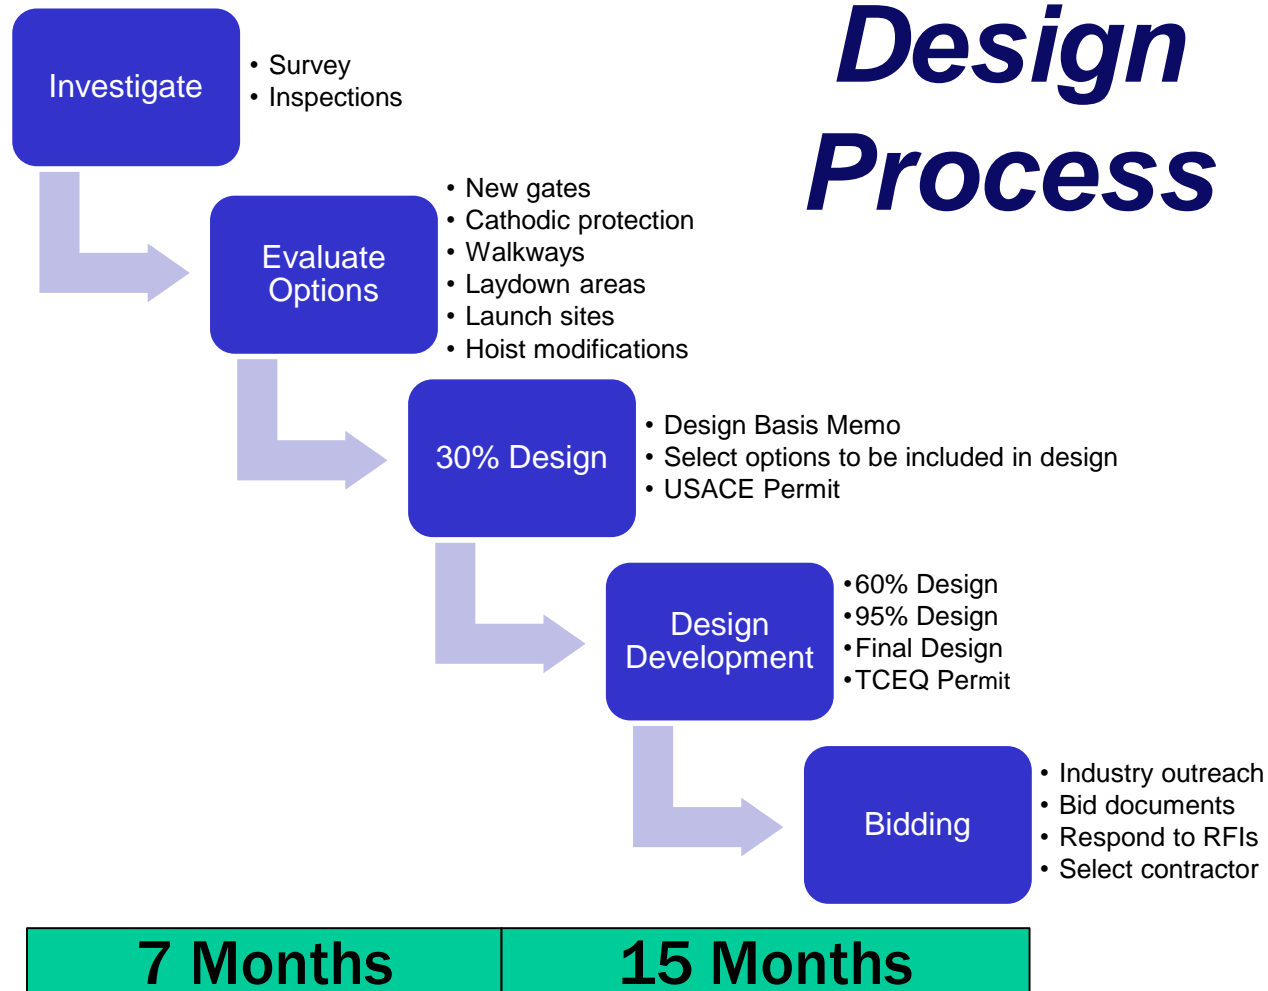 Design
Process
Investigate
• Survey
• Inspections
Evaluate
Options
• New gates
• Cathodic protection
• Walkways
• Laydown areas
• Launch sites
• Hoist modifications
30% Design
• Design Basis Memo
• Select options to be included in design
• USACE Permit
Design
Development
•60% Design
•95% Design
•Final Design
•TCEQ Permit
Bidding
• Industry outreach
• Bid documents
• Respond to RFIs
• Select contractor
7 Months
15 Months